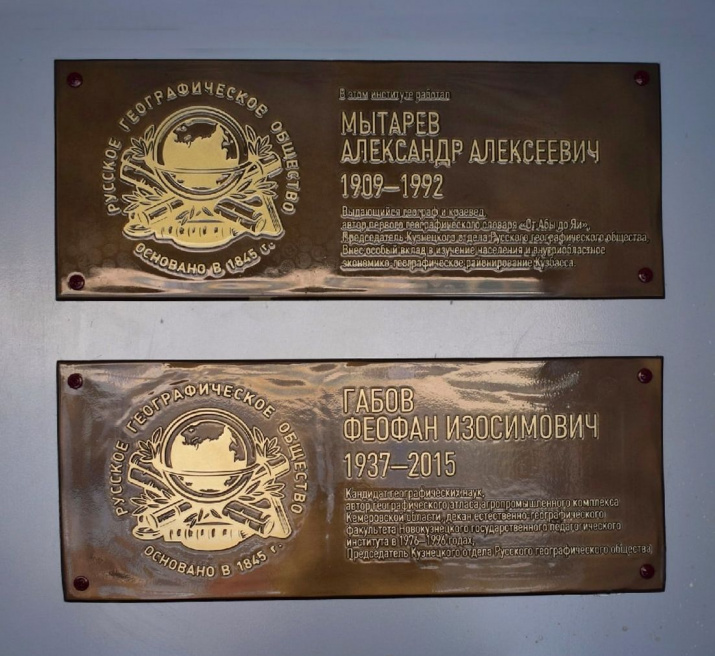 РУССКОЕ ГЕОГРАФИЧЕСКОЕ ОБЩЕСТВО
ОСНОВАНО В 1845 г.
В этом институте работал
МЫТАРЕВ
АЛЕКСАНДР АЛЕКСЕЕВИЧ
1909—1992
Выдающийся географ и краевед,
автор первого географического словаря «От Абы до Яи»,
Председатель Кузнецкого отдела Русского географического общества.
Внес особый вклад в изучение населения и внутриобластное
экономико-географическое районирование Кузбасса
РУССКОЕ ГЕОГРАФИЧЕСКОЕ ОБЩЕСТВО
ОСНОВАНО В 1845 г.
ГАБОВ
ФЕОФАН ИЗОСИМОВИЧ
1937—2015
Кандидат географических наук,
автор географического атласа агропромышленного комплекса
Кемеровской области, декан естественно-географического
факультета Новокузнецкого государственного педагогического
института в 1976—1996 годах,
Председатель Кузнецкого отдела Русского географического общества